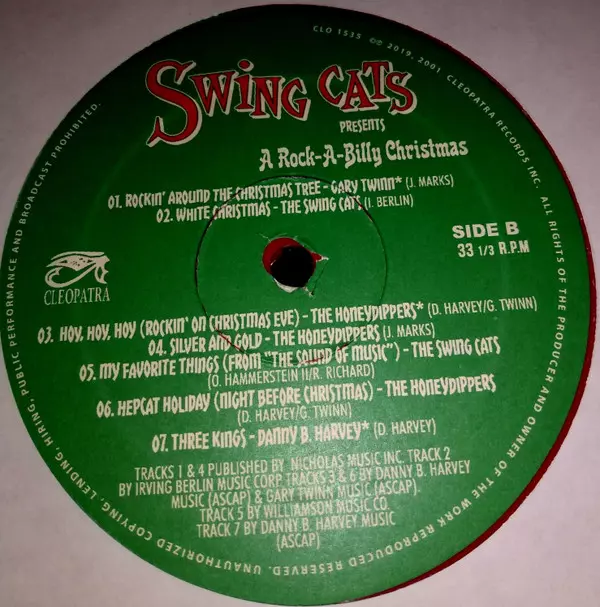 SWING CATS
PRESENTS
A ROCK-A-BILLY CHRISTMAS
01. ROCKIN' AROUND THE CHRISTMAS TREE - GARY TWINN* (J. MARKS)
02. WHITE CHRISTMAS - THE SWING CATS (I. BERLIN)
SIDE B
33 1/3 R.P.M
CLEOPATRA
03. HOY, HOY, HOY (ROCKIN' ON CHRISTMAS EVE) - THE HONEYDIPPERS* (D. HARVEY/G. TWINN)
04. SILVER AND GOLD - THE HONEYDIPPERS (J. MARKS)
05. MY FAVORITE THINGS (FROM "THE SOUND OF MUSIC") - THE SWING CATS
(O. HAMMERSTEIN II/R. RICHARD)
06. HEPCAT HOLIDAY (NIGHT BEFORE CHRISTMAS) - THE HONEYDIPPERS
(D. HARVEY/G. TWINN)
07. THREE KINGS - DANNY B. HARVEY* (D. HARVEY)
TRACKS 1 & 4 PUBLISHED BY NICHOLAS MUSIC INC. TRACK 2
BY IRVING BERLIN MUSIC CORP TRACKS 3 & 6 BY DANNY B. HARVEY
MUSIC (ASCAP) & GARY TWINN MUSIC (ASCAP)
TRACK 5 BY WILLIAMSON MUSIC CO.
TRACK 7 BY DANNY B. HARVEY MUSIC
(ASCAP)
CLO 1535 ℗© 2019, 2001 CLEOPATRA RECORDS INC. ALL RIGHTS OF THE PRODUCER AND OWNER OF THE WORK REPRODUCED RESERVED. UNAUTHORIZED COPYING, LENDING, HIRING, PUBLIC PERFORMANCE AND BROADCAST PROHIBITED.